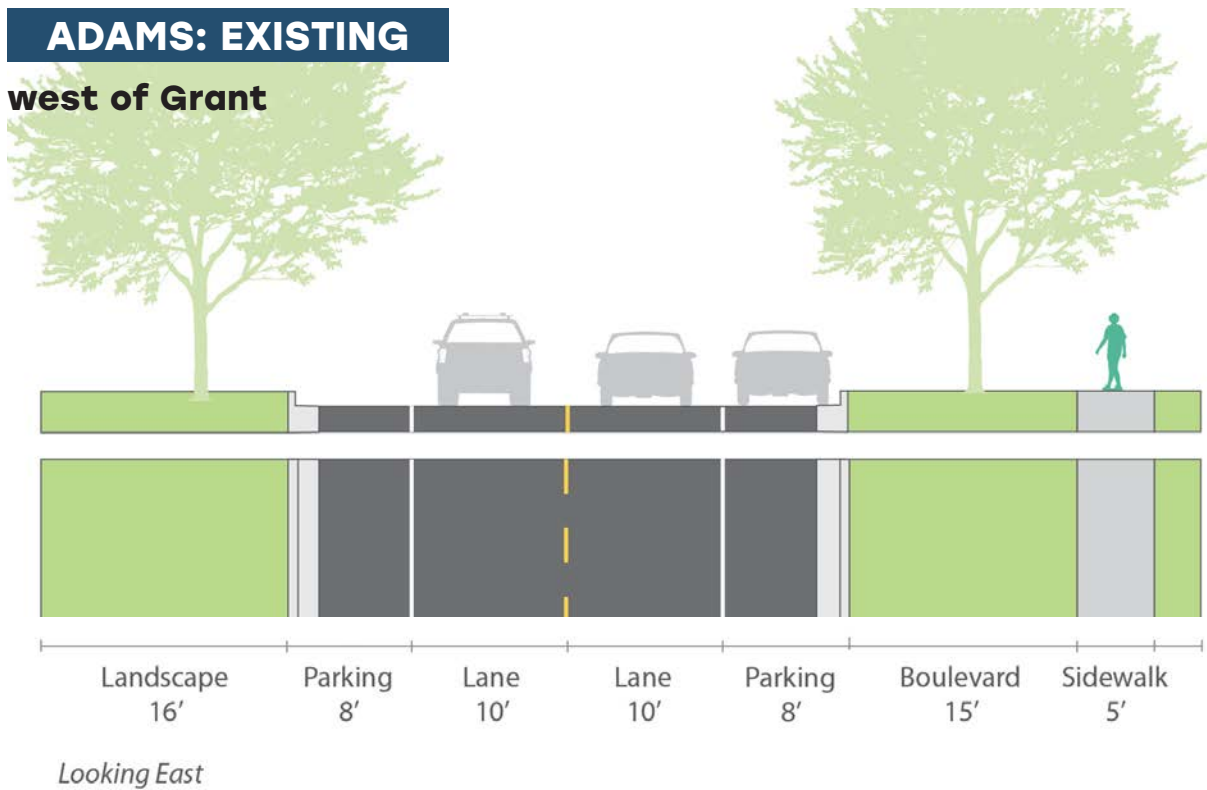 ADAMS: EXISTING
west of Grant
Landscape Parking Lane Lane Parking Boulevard Sidewalk
16’ 8’ 10’ 10’ 8’ 15’ 5’
Looking East